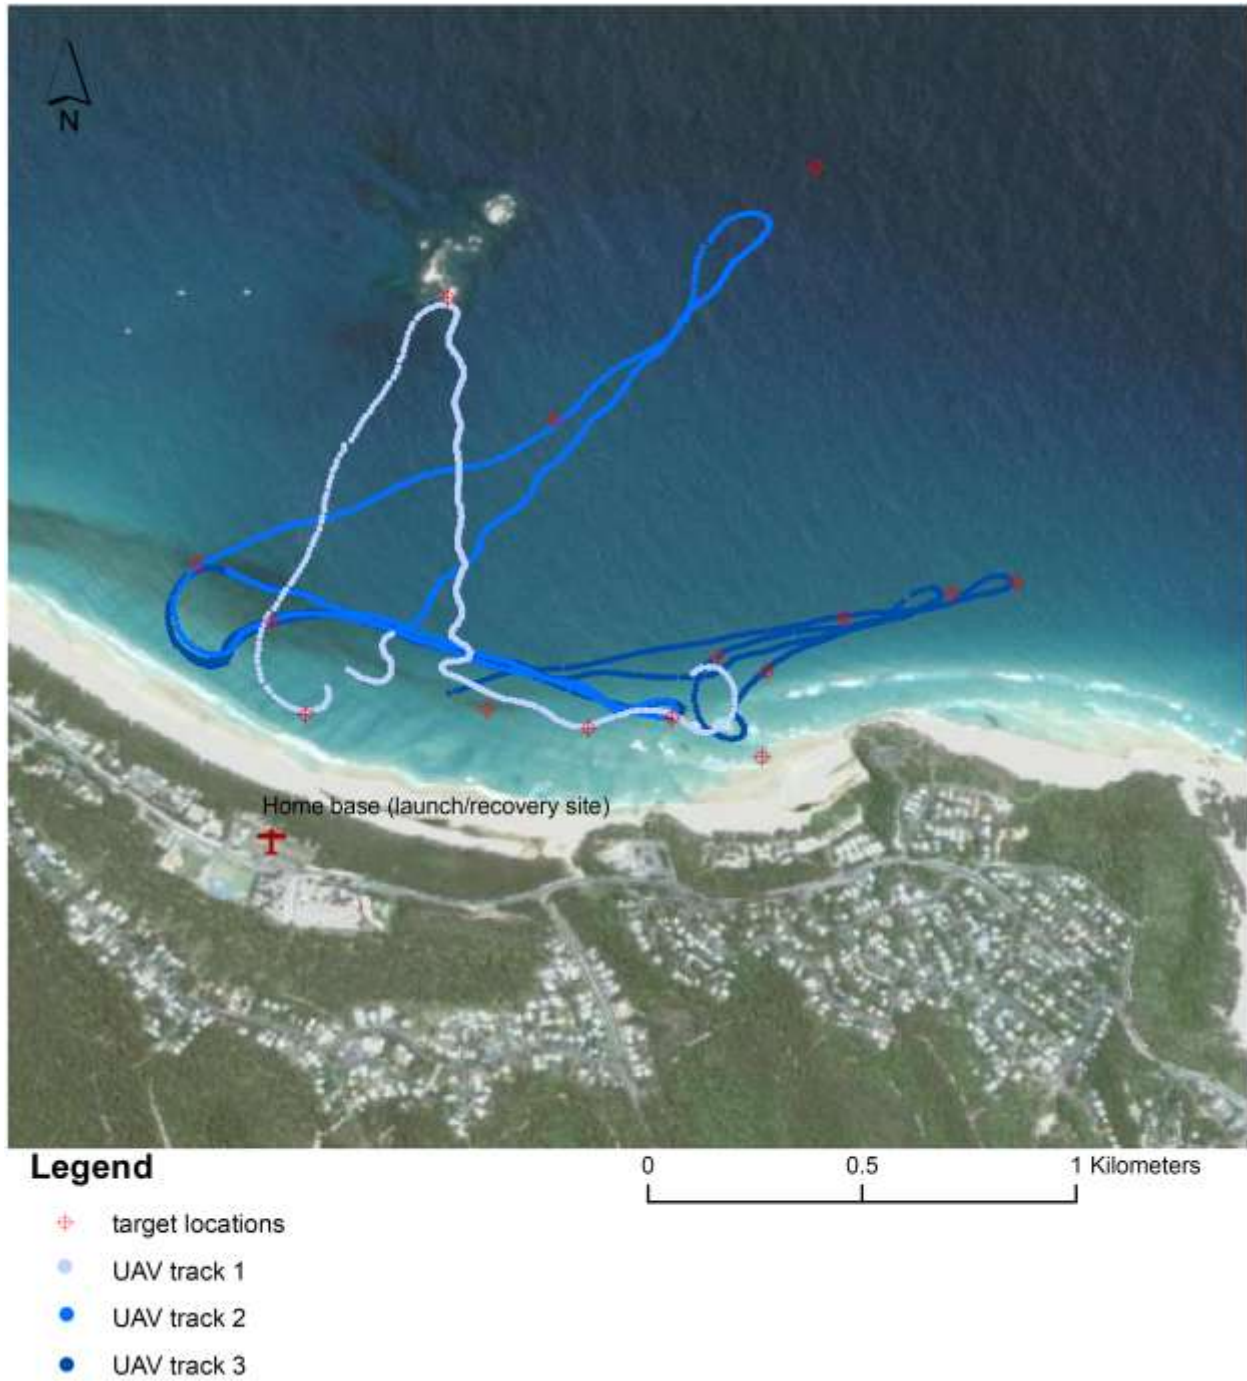 N
Home base (launch/recovery site)
Legend
0 0.5 1 Kilometers
target locations
UAV track 1
UAV track 2
UAV track 3